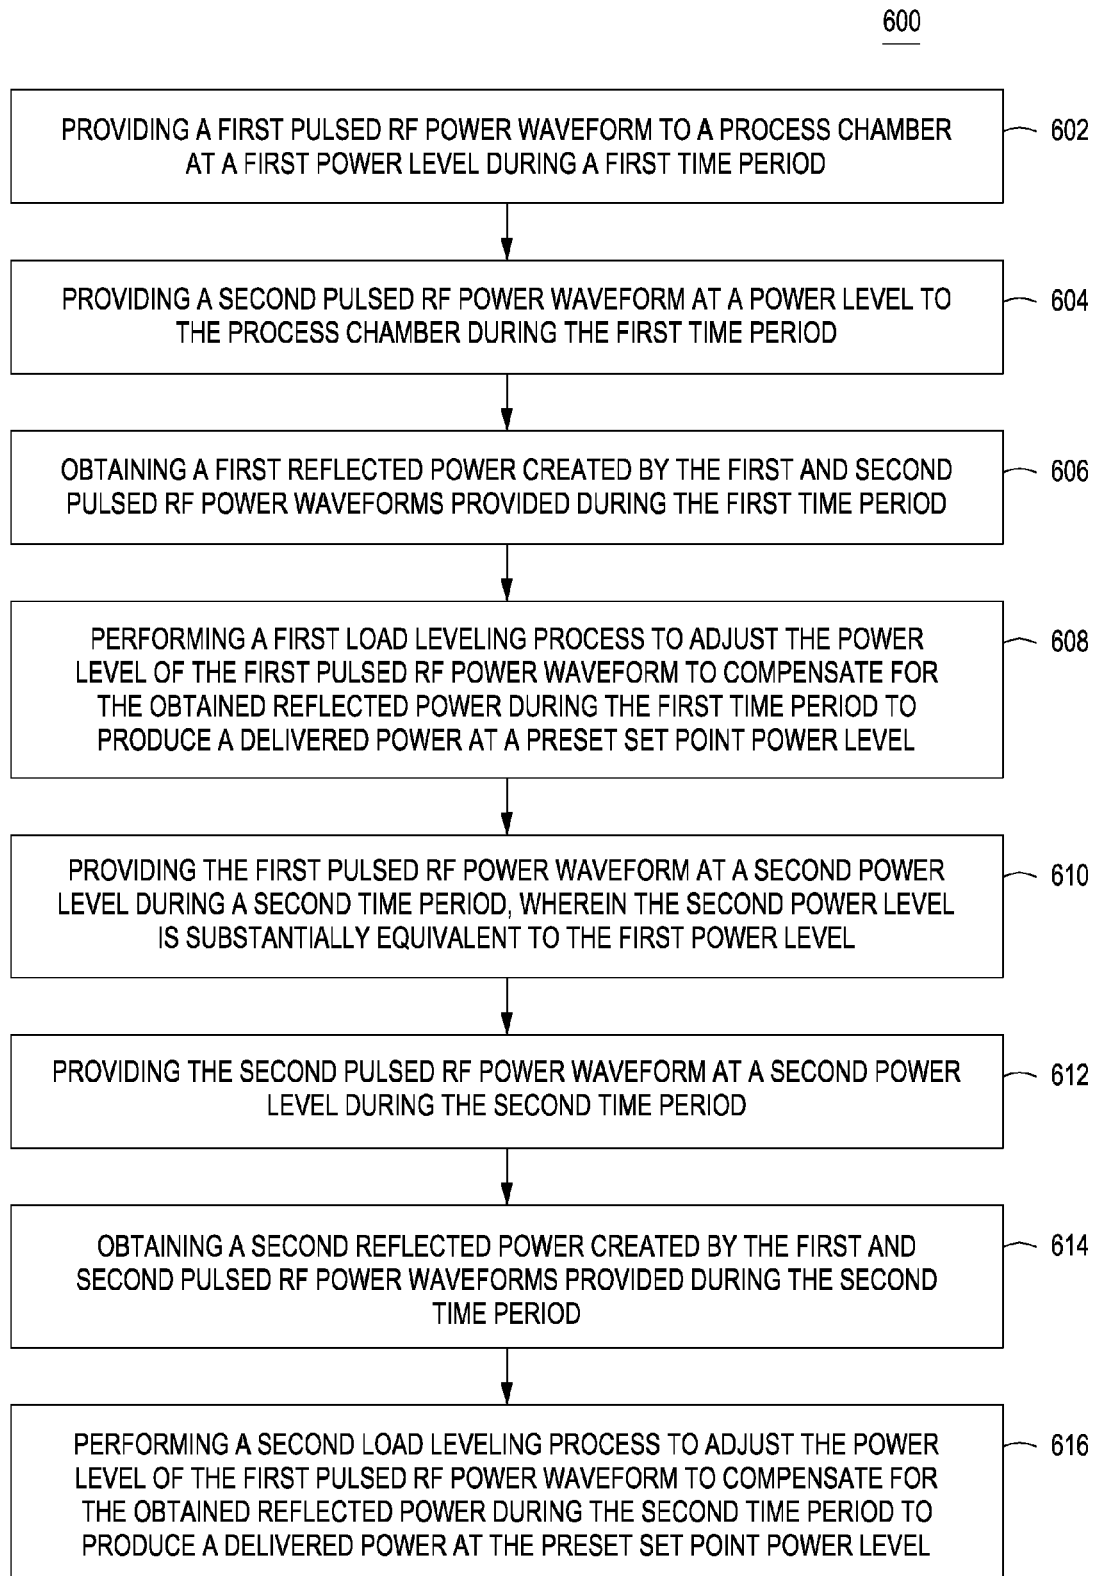 600
PROVIDING A FIRST PULSED RF POWER WAVEFORM TO A PROCESS CHAMBER
AT A FIRST POWER LEVEL DURING A FIRST TIME PERIOD
602
PROVIDING A SECOND PULSED RF POWER WAVEFORM AT A POWER LEVEL TO
THE PROCESS CHAMBER DURING THE FIRST TIME PERIOD
604
OBTAINING A FIRST REFLECTED POWER CREATED BY THE FIRST AND SECOND
PULSED RF POWER WAVEFORMS PROVIDED DURING THE FIRST TIME PERIOD
606
PERFORMING A FIRST LOAD LEVELING PROCESS TO ADJUST THE POWER
LEVEL OF THE FIRST PULSED RF POWER WAVEFORM TO COMPENSATE FOR
THE OBTAINED REFLECTED POWER DURING THE FIRST TIME PERIOD TO
PRODUCE A DELIVERED POWER AT A PRESET SET POINT POWER LEVEL
608
PROVIDING THE FIRST PULSED RF POWER WAVEFORM AT A SECOND POWER
LEVEL DURING A SECOND TIME PERIOD, WHEREIN THE SECOND POWER LEVEL
IS SUBSTANTIALLY EQUIVALENT TO THE FIRST POWER LEVEL
610
PROVIDING THE SECOND PULSED RF POWER WAVEFORM AT A SECOND POWER
LEVEL DURING THE SECOND TIME PERIOD
612
OBTAINING A SECOND REFLECTED POWER CREATED BY THE FIRST AND
SECOND PULSED RF POWER WAVEFORMS PROVIDED DURING THE SECOND
TIME PERIOD
614
PERFORMING A SECOND LOAD LEVELING PROCESS TO ADJUST THE POWER
LEVEL OF THE FIRST PULSED RF POWER WAVEFORM TO COMPENSATE FOR
THE OBTAINED REFLECTED POWER DURING THE SECOND TIME PERIOD TO
PRODUCE A DELIVERED POWER AT THE PRESET SET POINT POWER LEVEL
616